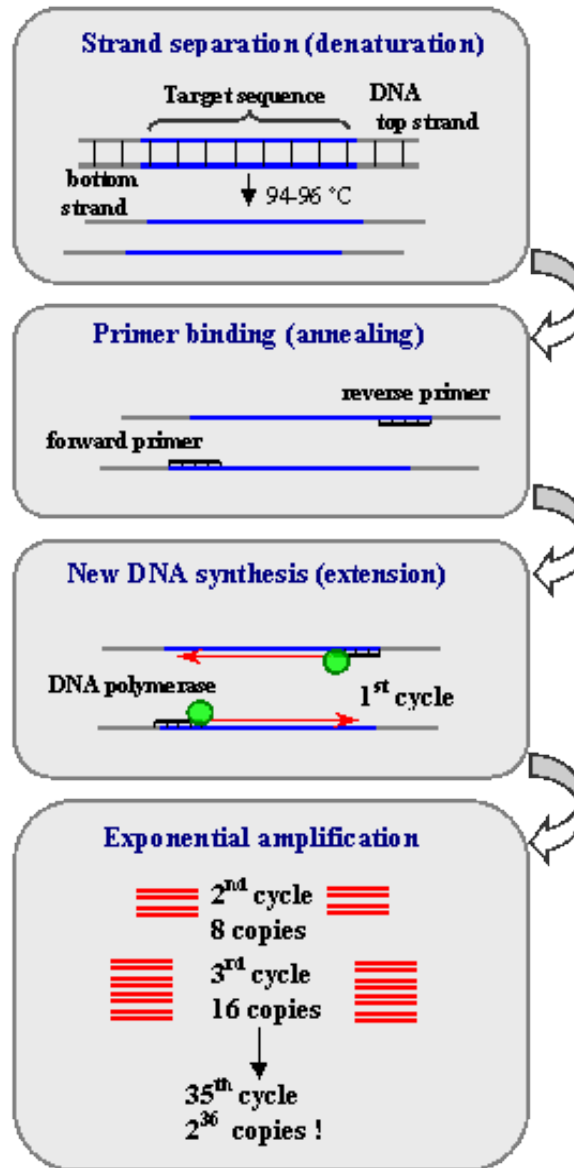 Strand separation (denaturation)
Target sequence
DNA
top strand
bottom
strand
94-96 °C
Primer binding (annealing)
reverse primer
forward primer
New DNA synthesis (extension)
DNA polymerase
1st cycle
Exponential amplification
2nd cycle
8 copies
3rd cycle
16 copies
35th cycle
2^36 copies !